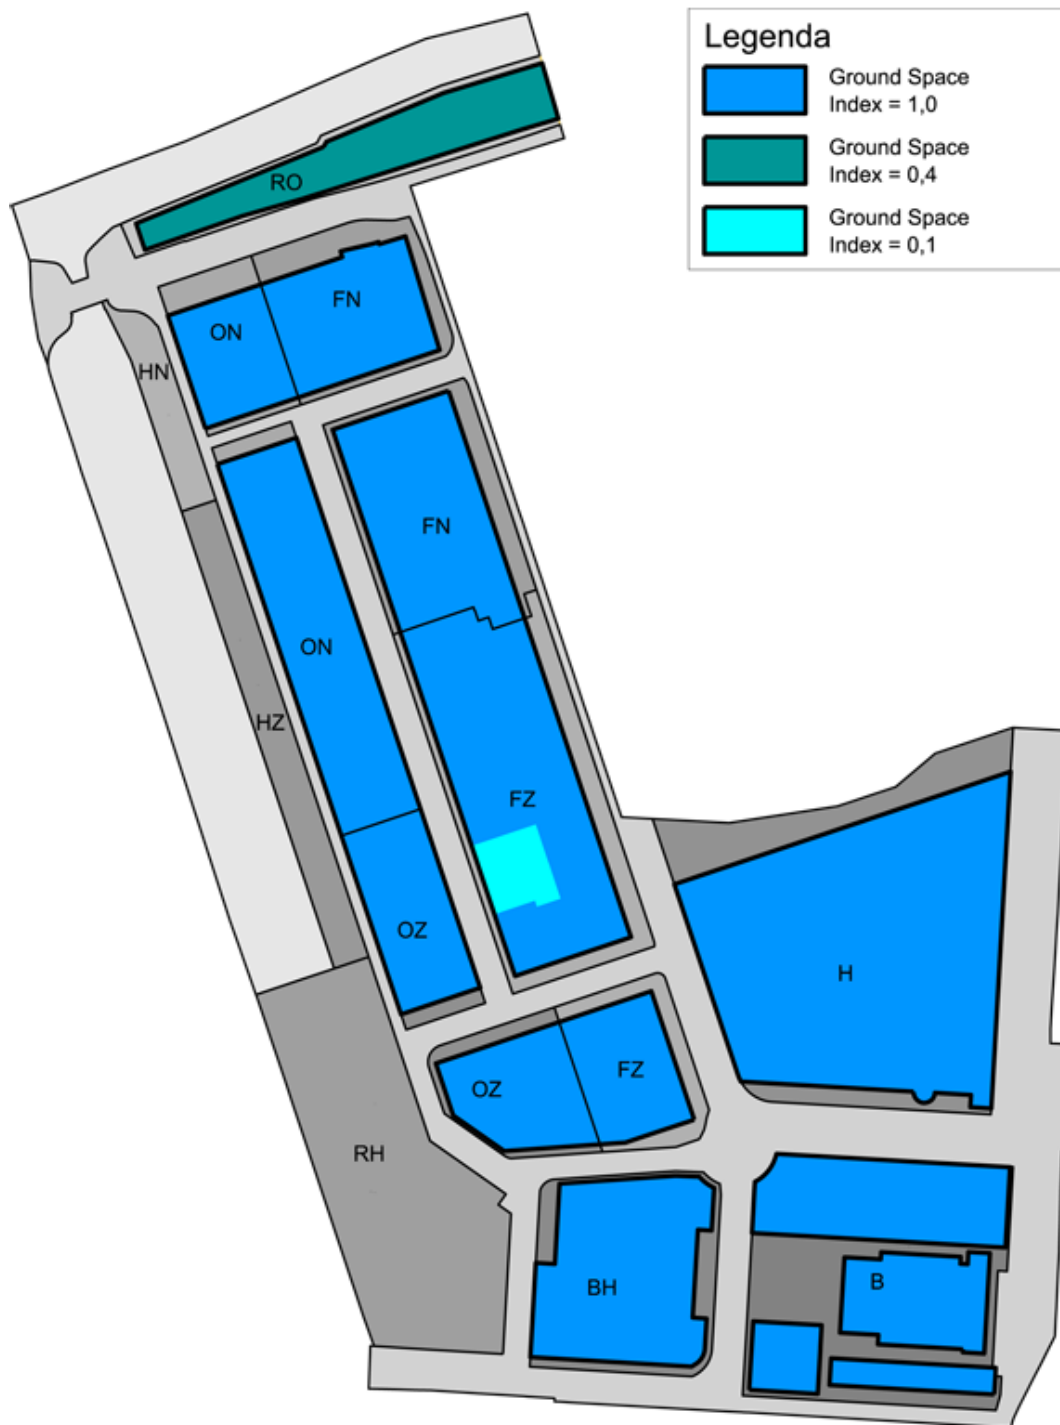 Legenda
Ground Space
Index = 1,0
Ground Space
Index = 0,4
Ground Space
Index = 0,1
RO
FN
ON
HN
FN
ON
HZ
FZ
OZ
H
FZ
OZ
RH
B
BH